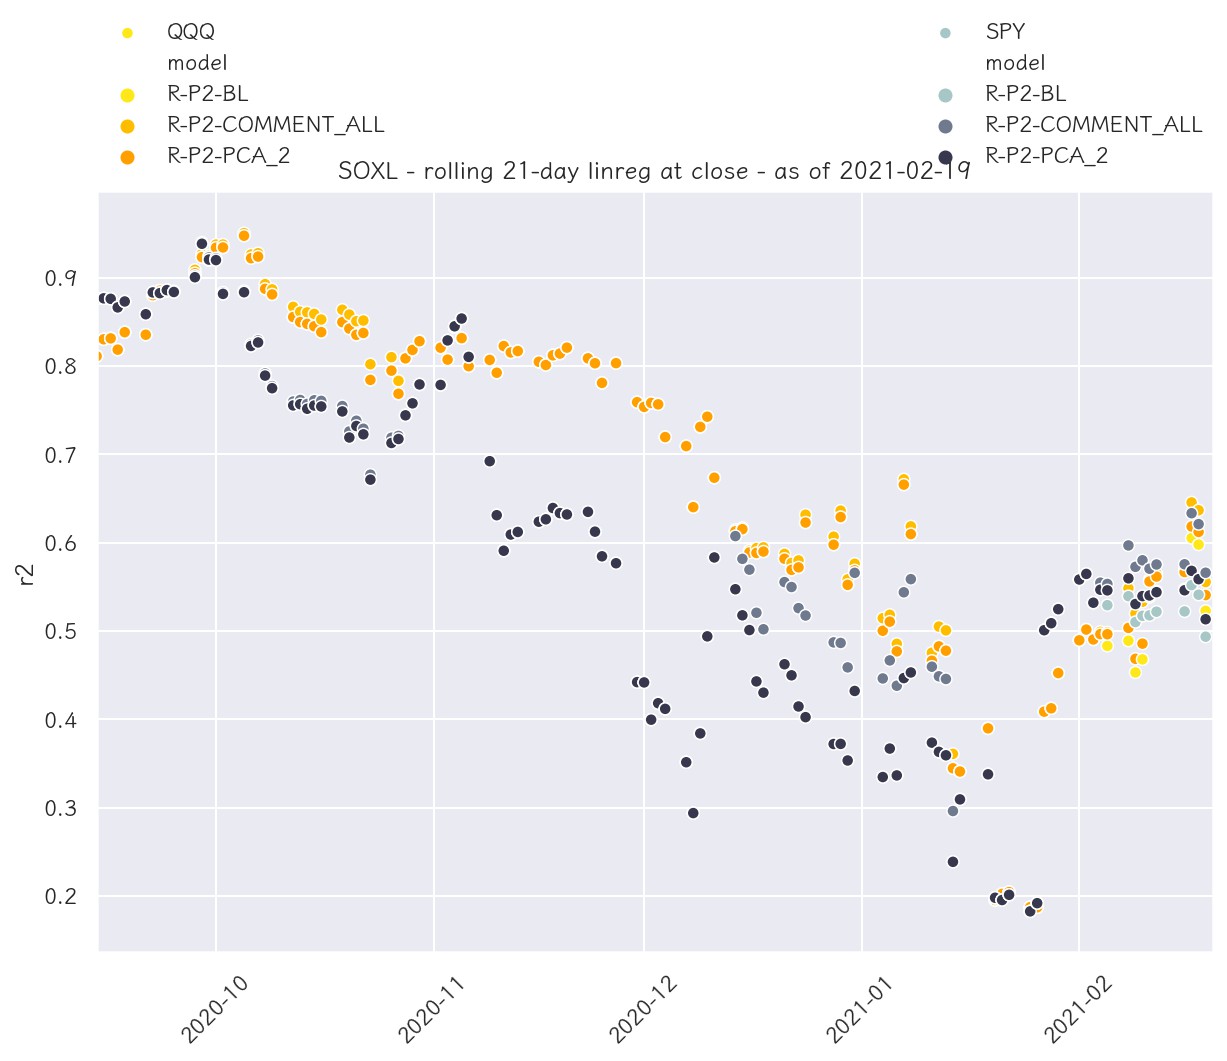 QQQ
model
R-P2-BL
R-P2-COMMENT_ALL
R-P2-PCA_2
SPY
model
R-P2-BL
R-P2-COMMENT_ALL
R-P2-PCA_2
SOXL - rolling 21-day linreg at close - as of 2021-02-19
r2
0.9
0.8
0.7
0.6
0.5
0.4
0.3
0.2
2020-10
2020-11
2020-12
2021-01
2021-02